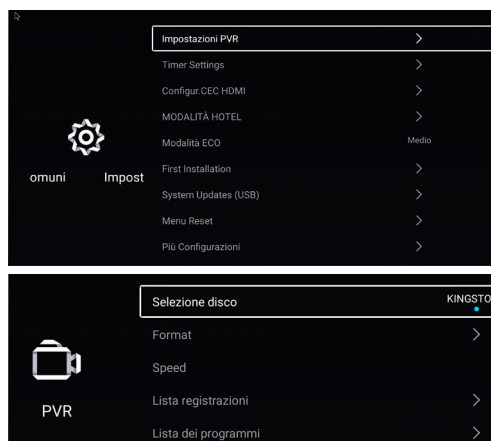 Impostazioni PVR
Timer Settings
Configur.CEC HDMI
MODALITÀ HOTEL
Modalità ECO Medio
omuni Impost
First Installation
System Updates (USB)
Menu Reset
Più Configurazioni
Selezione disco KINGSTO
Format
Speed
PVR
Lista registrazioni
Lista dei programmi